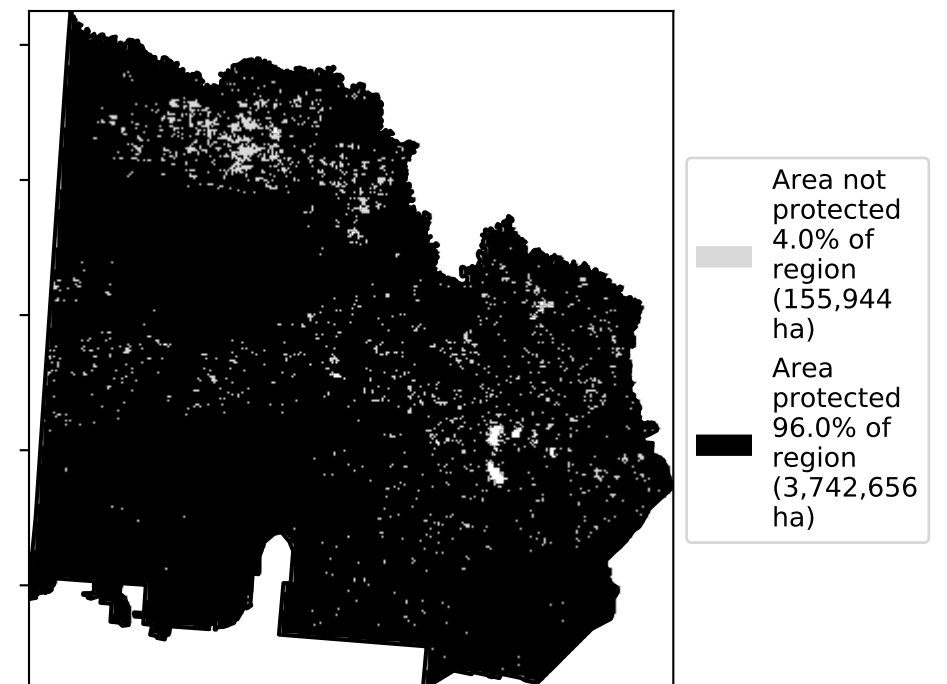 Area not
protected
4.0% of
region
(155,944
ha)
Area
protected
96.0% of
region
(3,742,656
ha)